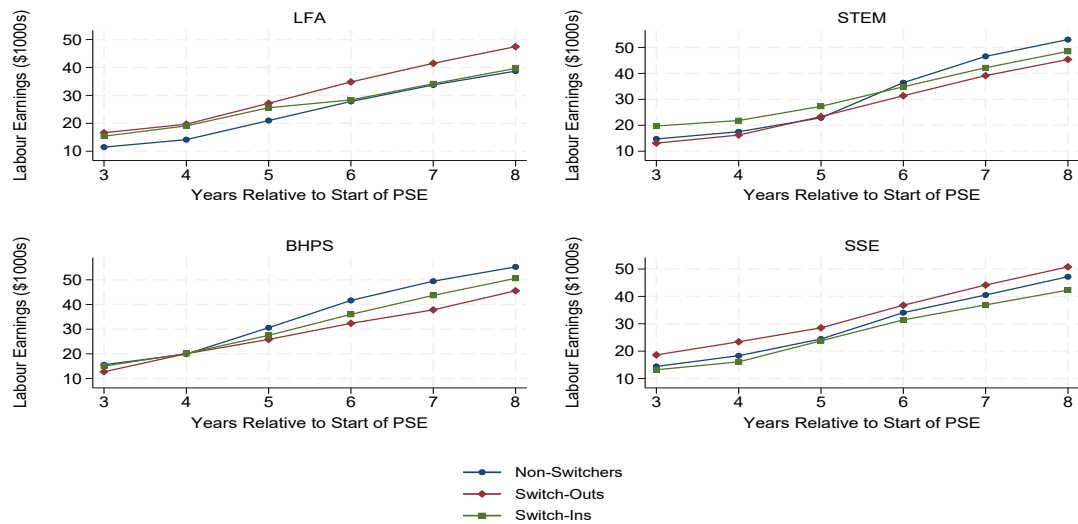 LFA
Labour Earnings ($1000s)
50
40
30
20
10
3 4 5 6 7 8
Years Relative to Start of PSE
STEM
Labour Earnings ($1000s)
50
40
30
20
10
3 4 5 6 7 8
Years Relative to Start of PSE
BHPS
Labour Earnings ($1000s)
50
40
30
20
10
3 4 5 6 7 8
Years Relative to Start of PSE
SSE
Labour Earnings ($1000s)
50
40
30
20
10
3 4 5 6 7 8
Years Relative to Start of PSE
Non-Switchers
Switch-Outs
Switch-Ins